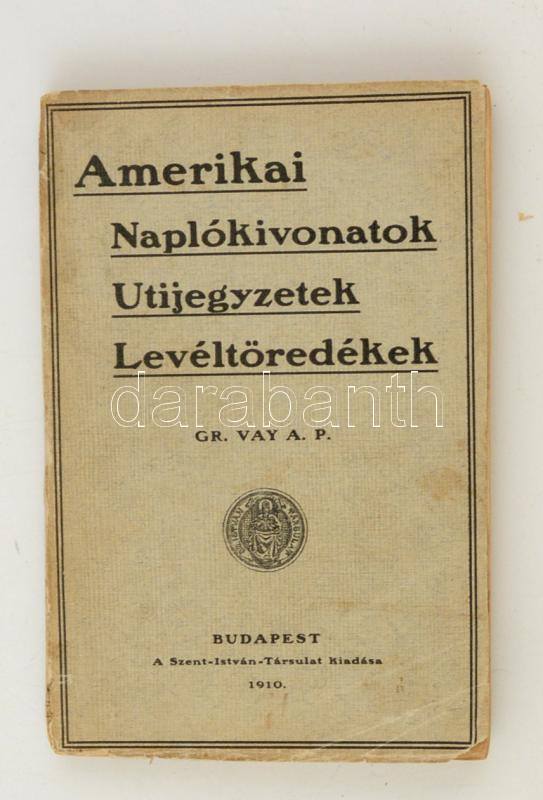 Amerikai
Naplókivonatok
Utijegyzetek
Levéltöredékek
darabanth
GR. VAY A. P.
BUDAPEST
A Szent-István-Társulat Kiadása
1910.